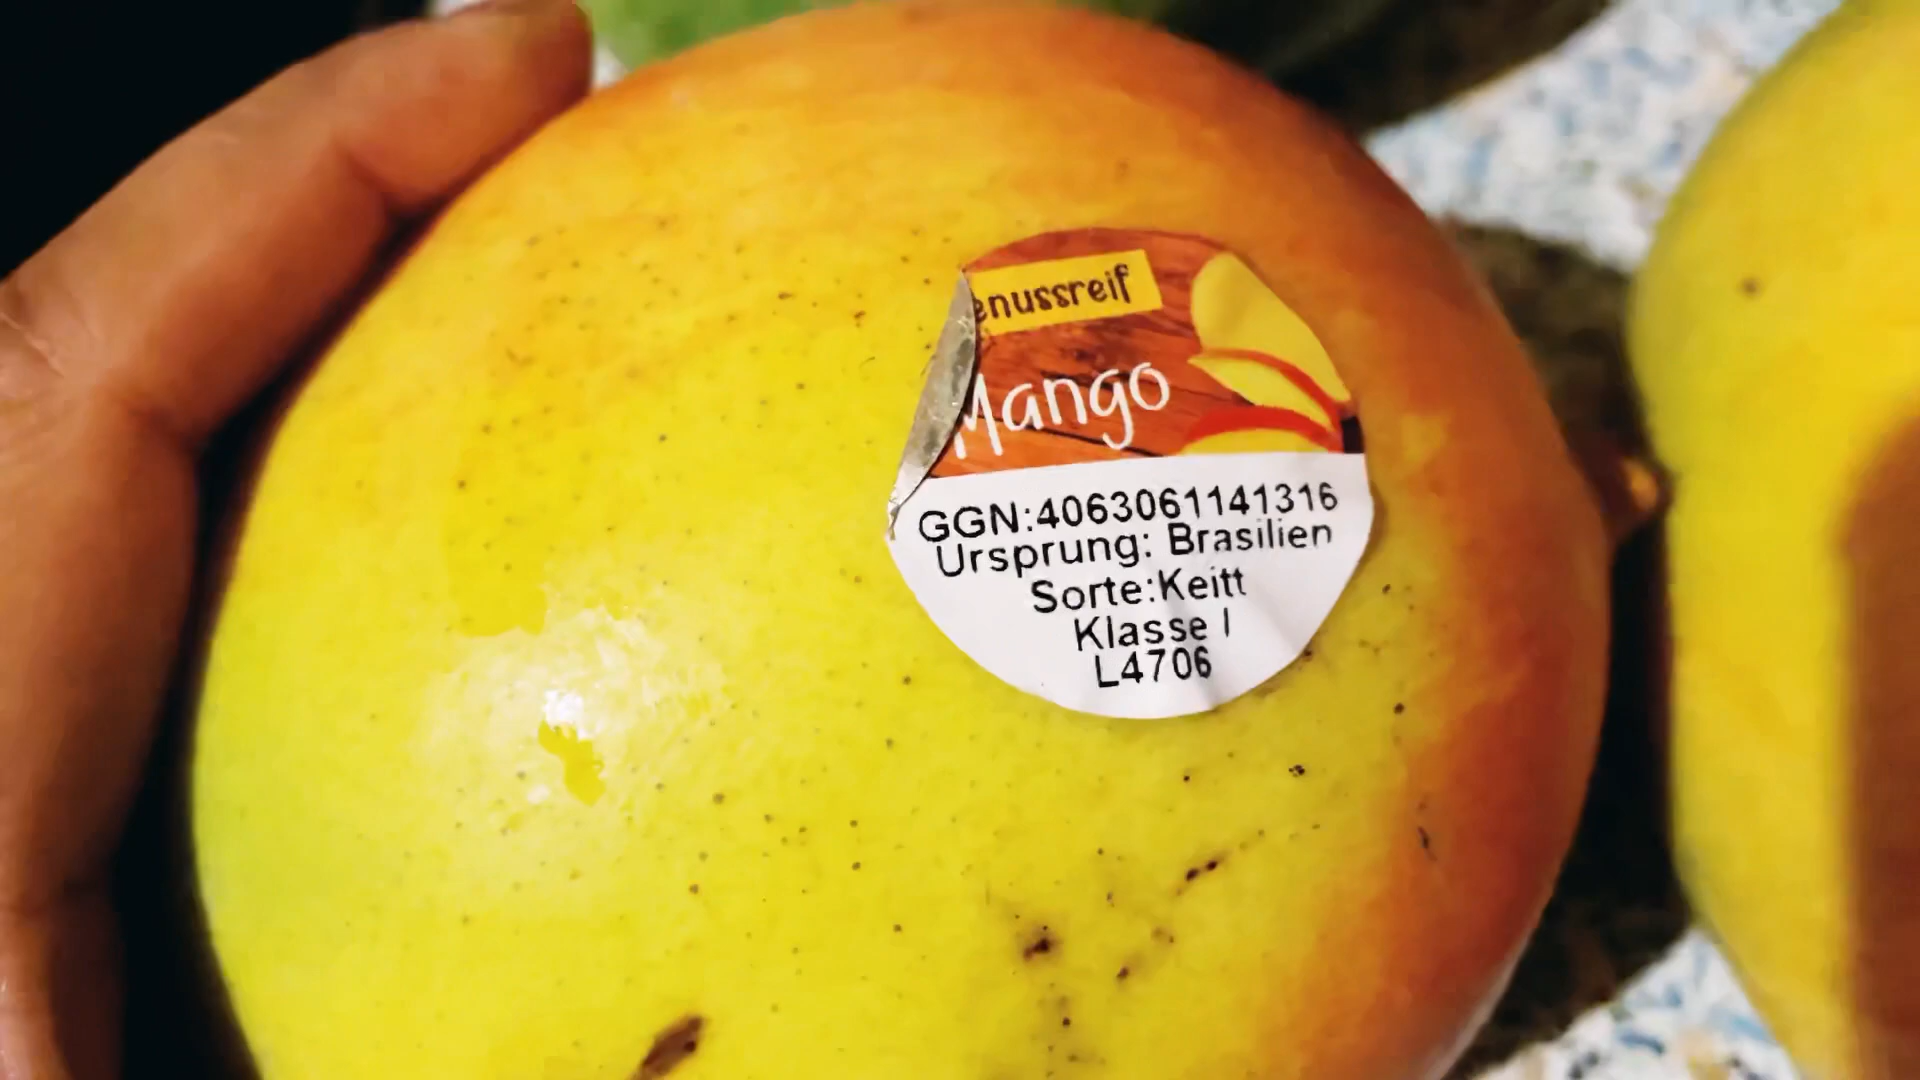 enussreif
Mango
GGN:4063061141316
Ursprung: Brasilien
Sorte:Keitt
Klasse I
L4706